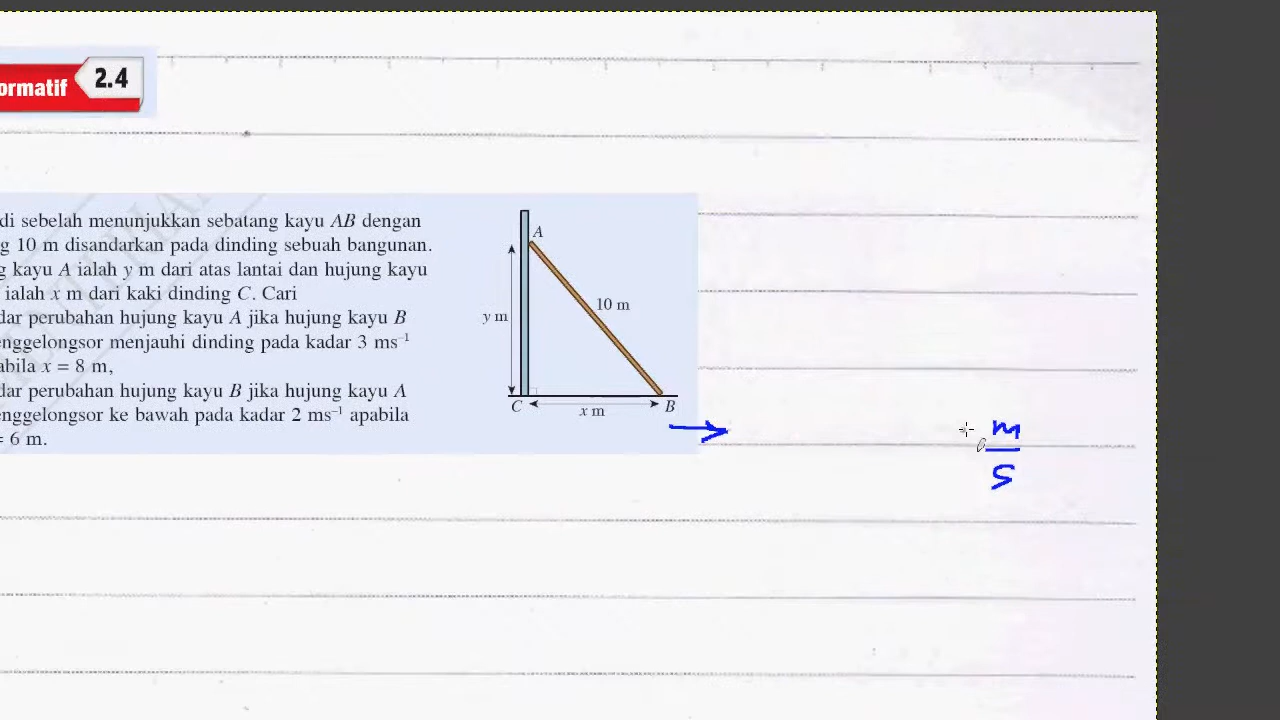 ormatif 2.4
di sebelah menunjukkan sebatang kayu AB dengan
g 10 m disandarkan pada dinding sebuah bangunan.
g kayu A ialah y m dari atas lantai dan hujung kayu
ialah x m dari kaki dinding C. Cari
dar perubahan hujung kayu A jika hujung kayu B
enggelongsor menjauhi dinding pada kadar 3 ms⁻¹
abila x = 8 m,
dar perubahan hujung kayu B jika hujung kayu A
enggelongsor ke bawah pada kadar 2 ms⁻¹ apabila
= 6 m.
A
10 m
y m
C
x m
B
m
s